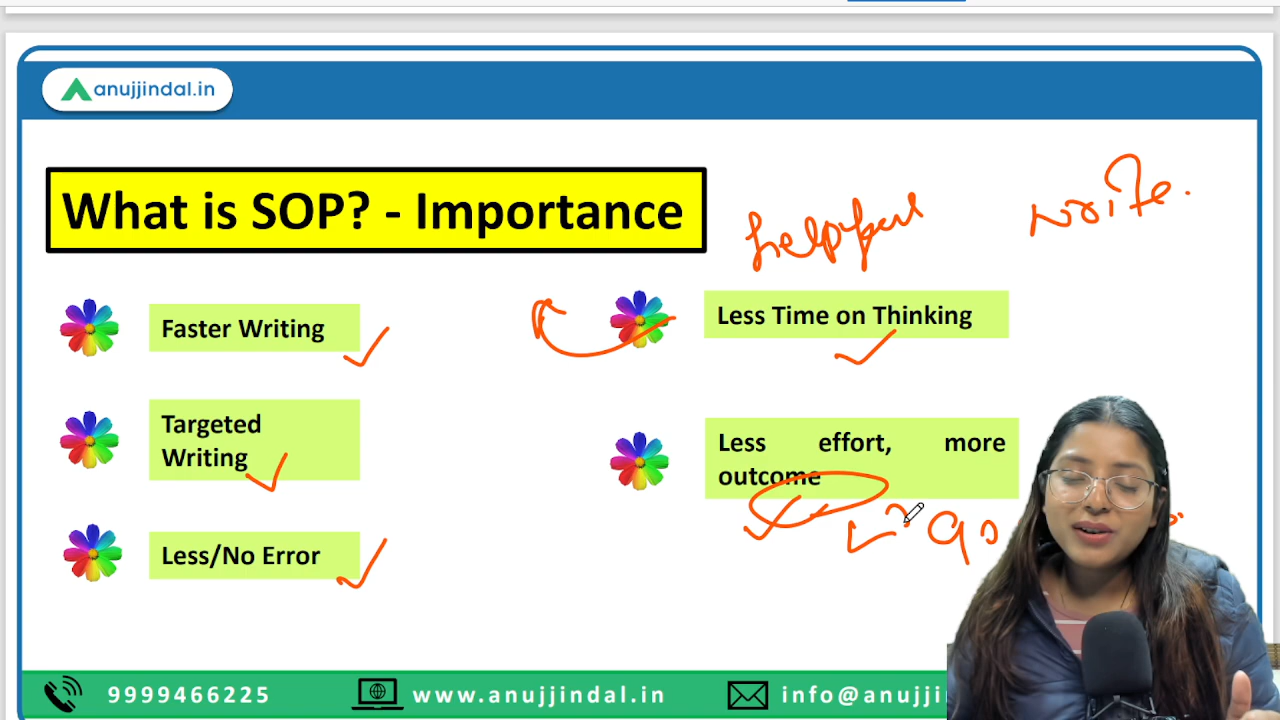 anujjindal.in
What is SOP? - Importance
helpful
write.
Faster Writing
Less Time on Thinking
Targeted
Writing
Less effort, more
outcome
Less/No Error
9999466225
www.anujjindal.in
info@anujji